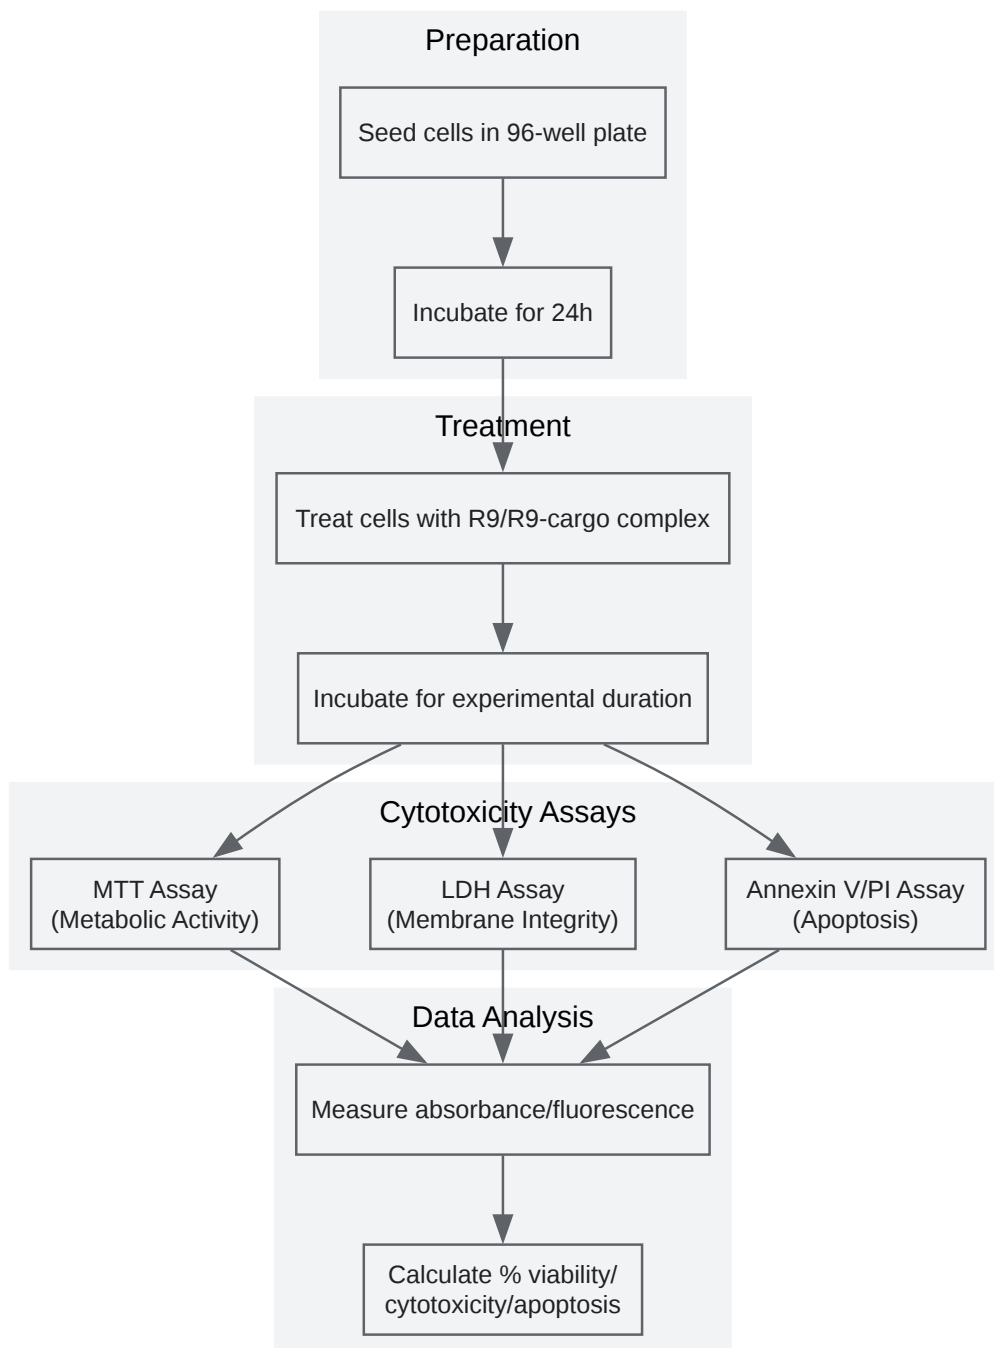 Preparation
Seed cells in 96-well plate
Incubate for 24h
Treatment
Treat cells with R9/R9-cargo complex
Incubate for experimental duration
Cytotoxicity Assays
MTT Assay
(Metabolic Activity)
LDH Assay
(Membrane Integrity)
Annexin V/PI Assay
(Apoptosis)
Data Analysis
Measure absorbance/fluorescence
Calculate % viability/
cytotoxicity/apoptosis